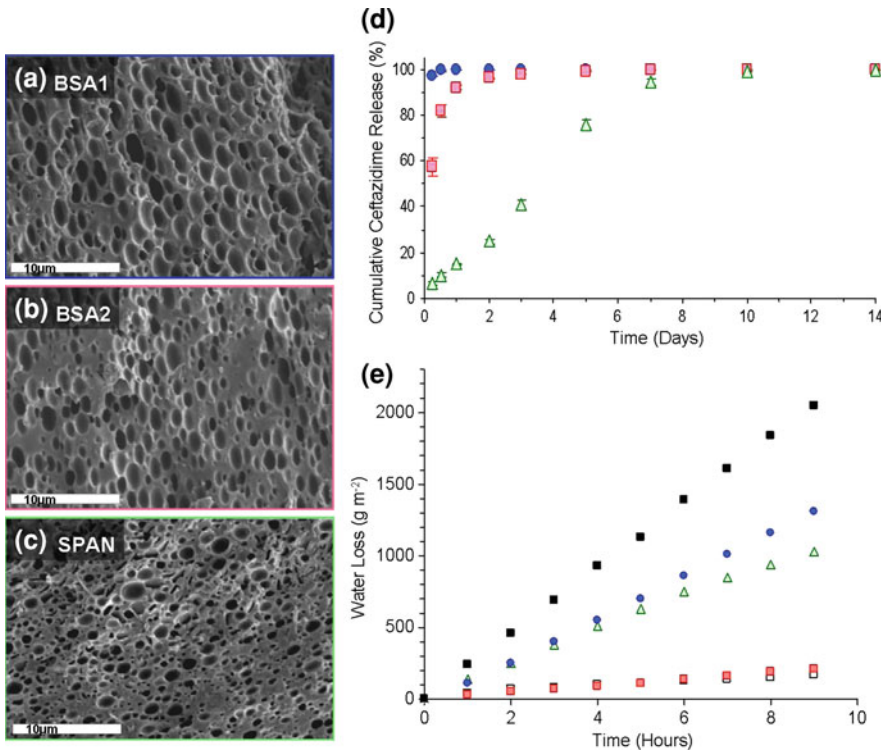 (a) BSA1
10µm
(b) BSA2
10µm
(c) SPAN
10µm
(d)
Cumulative Ceftazidime Release (%)
100
80
60
40
20
0
0 2 4 6 8 10 12 14
Time (Days)
(e)
Water Loss (g m⁻²)
2000
1500
1000
500
0
0 2 4 6 8 10
Time (Hours)